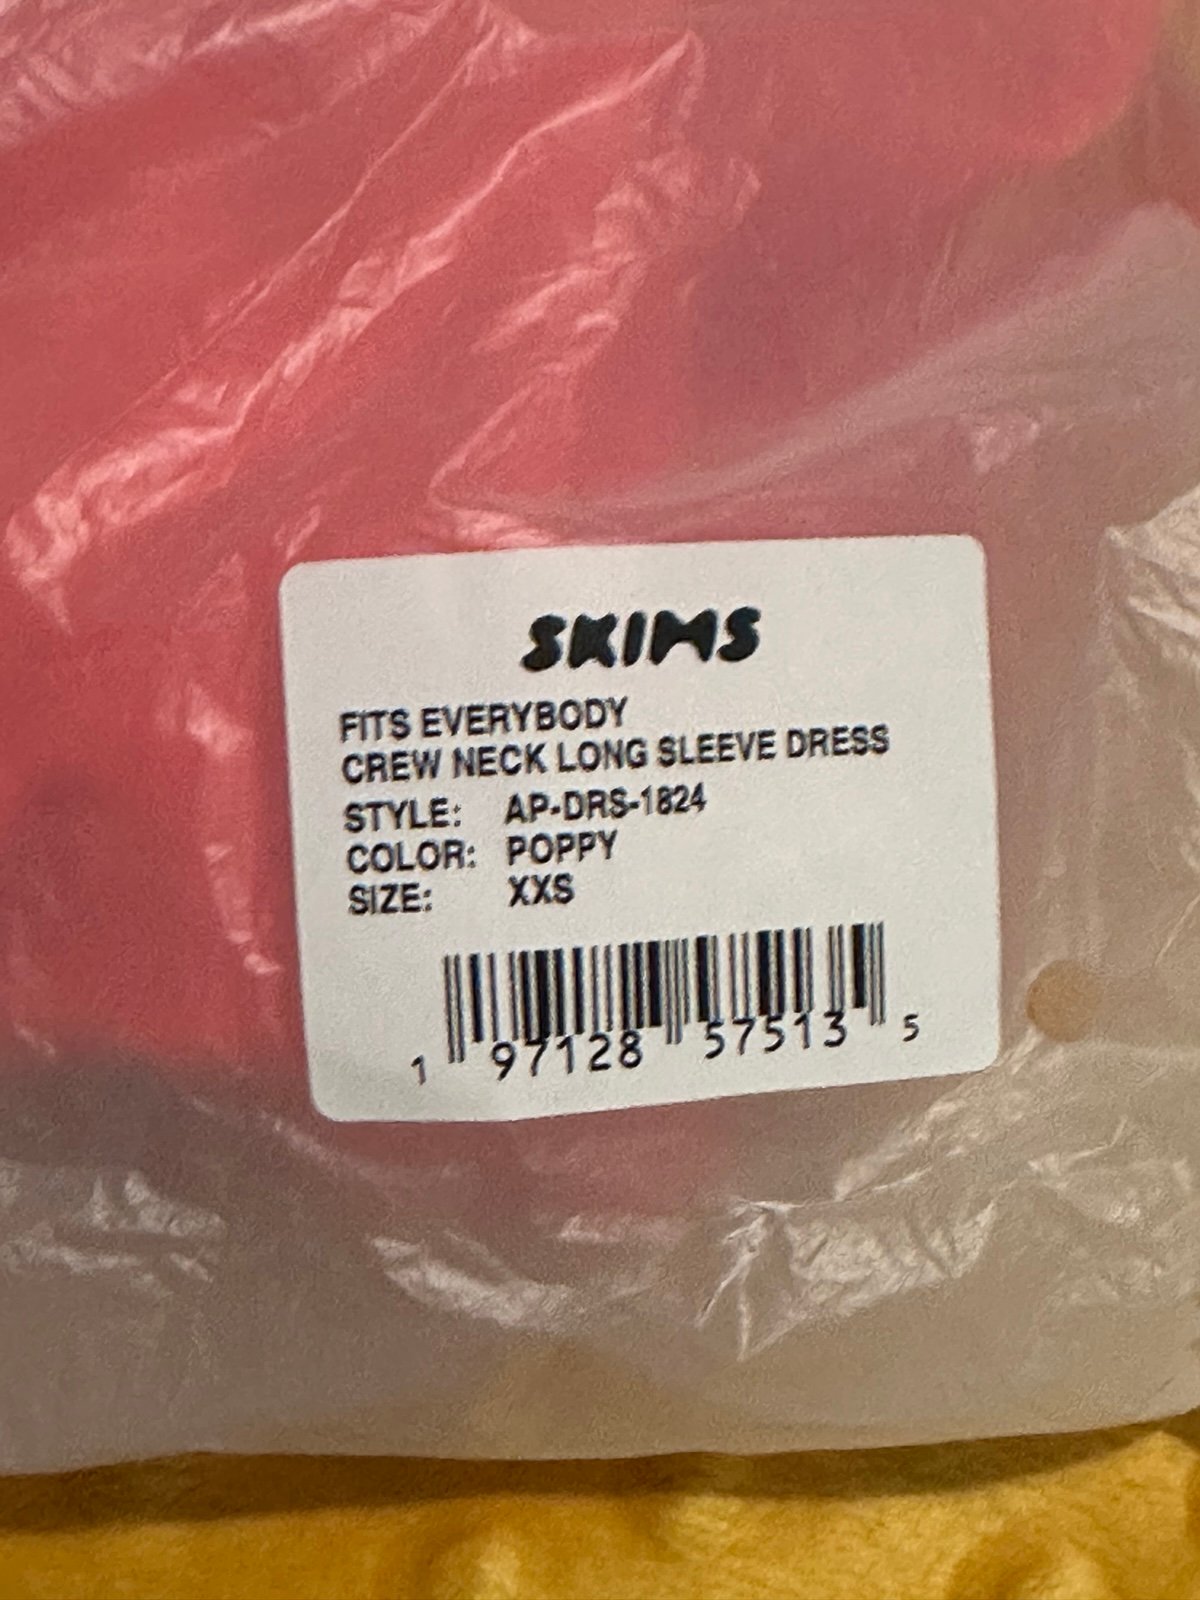 SKIMS
FITS EVERYBODY
CREW NECK LONG SLEEVE DRESS
STYLE: AP-DRS-1824
COLOR: POPPY
SIZE: XXS
1 97128 57513 5